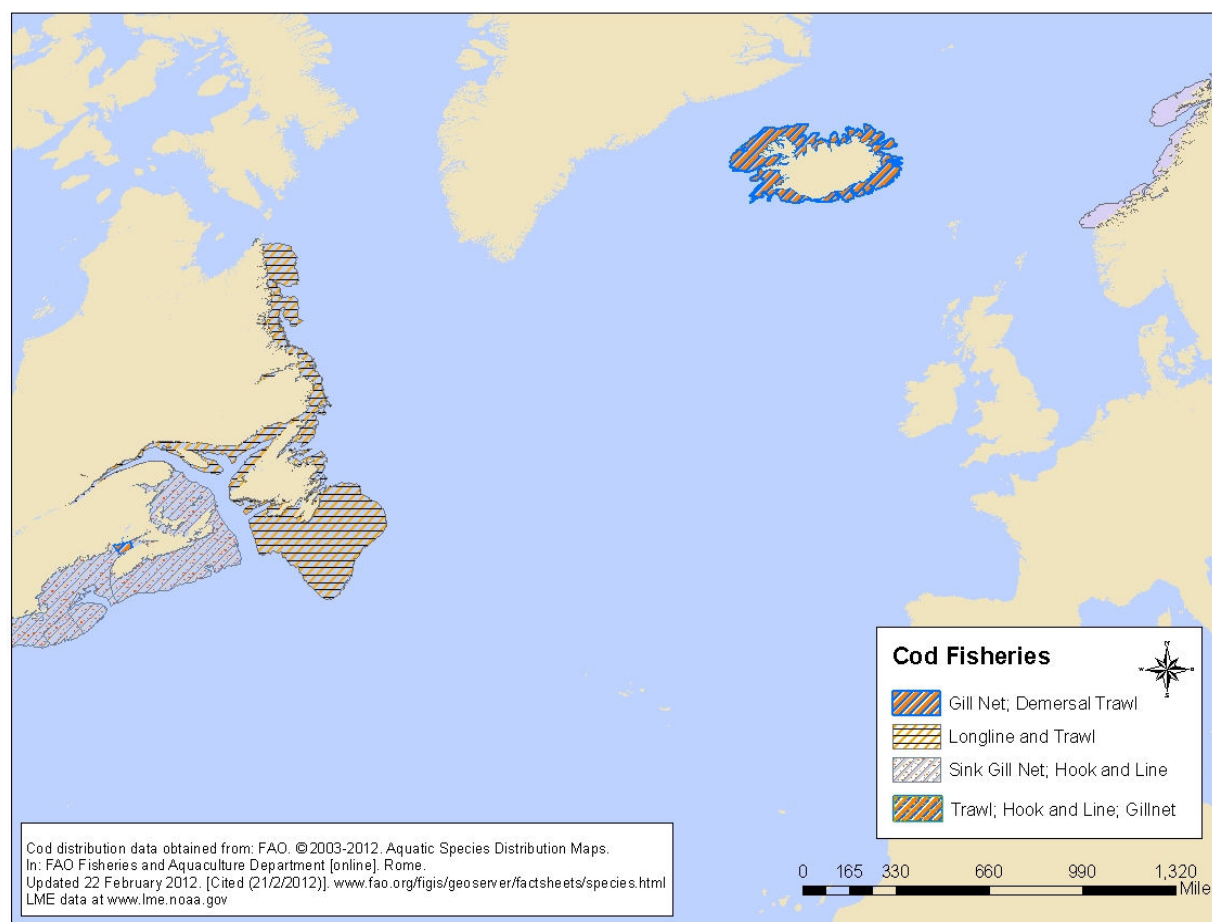 Cod Fisheries
N
W
E
S
Gill Net; Demersal Trawl
Longline and Trawl
Sink Gill Net; Hook and Line
Trawl; Hook and Line; Gillnet
Cod distribution data obtained from: FAO. ©2003-2012. Aquatic Species Distribution Maps.
In: FAO Fisheries and Aquaculture Department [online]. Rome.
Updated 22 February 2012. [Cited (21/2/2012)]. www.fao.org/figis/geoserver/factsheets/species.html
LME data at www.lme.noaa.gov
0 165 330 660 990 1,320
Mile